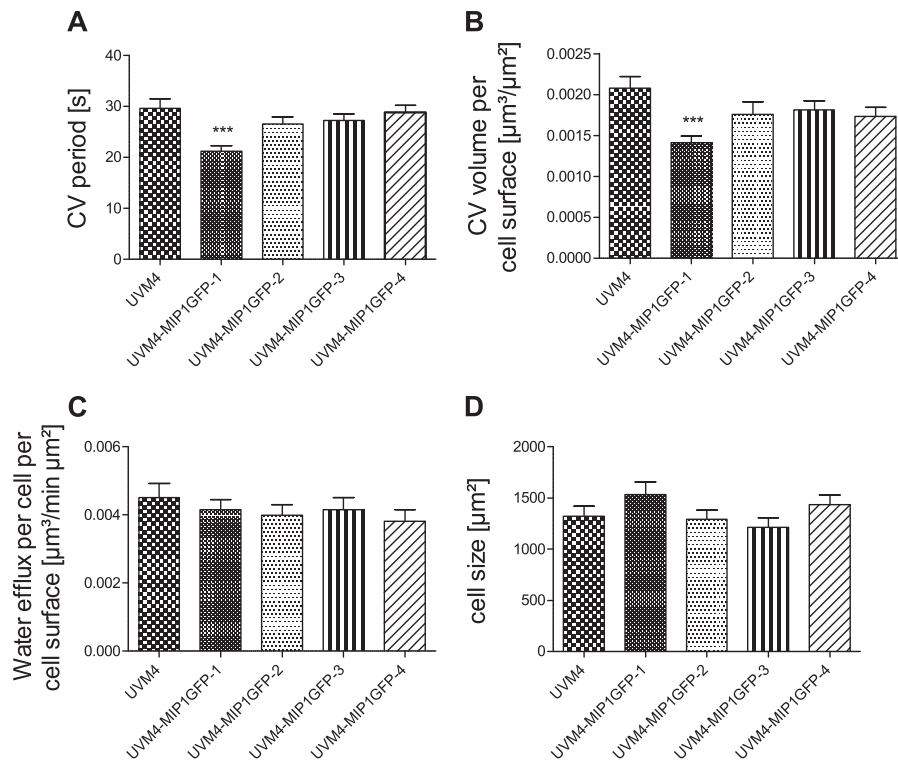 A
CV period [s]
40
30
20
10
0
***
UVM4
UVM4-MIP1GFP-1
UVM4-MIP1GFP-2
UVM4-MIP1GFP-3
UVM4-MIP1GFP-4
B
CV volume per
cell surface [µm³/µm²]
0.0025
0.0020
0.0015
0.0010
0.0005
0.0000
***
UVM4
UVM4-MIP1GFP-1
UVM4-MIP1GFP-2
UVM4-MIP1GFP-3
UVM4-MIP1GFP-4
C
Water efflux per cell per
cell surface [µm³/min µm²]
0.006
0.004
0.002
0.000
UVM4
UVM4-MIP1GFP-1
UVM4-MIP1GFP-2
UVM4-MIP1GFP-3
UVM4-MIP1GFP-4
D
cell size [µm²]
2000
1500
1000
500
0
UVM4
UVM4-MIP1GFP-1
UVM4-MIP1GFP-2
UVM4-MIP1GFP-3
UVM4-MIP1GFP-4